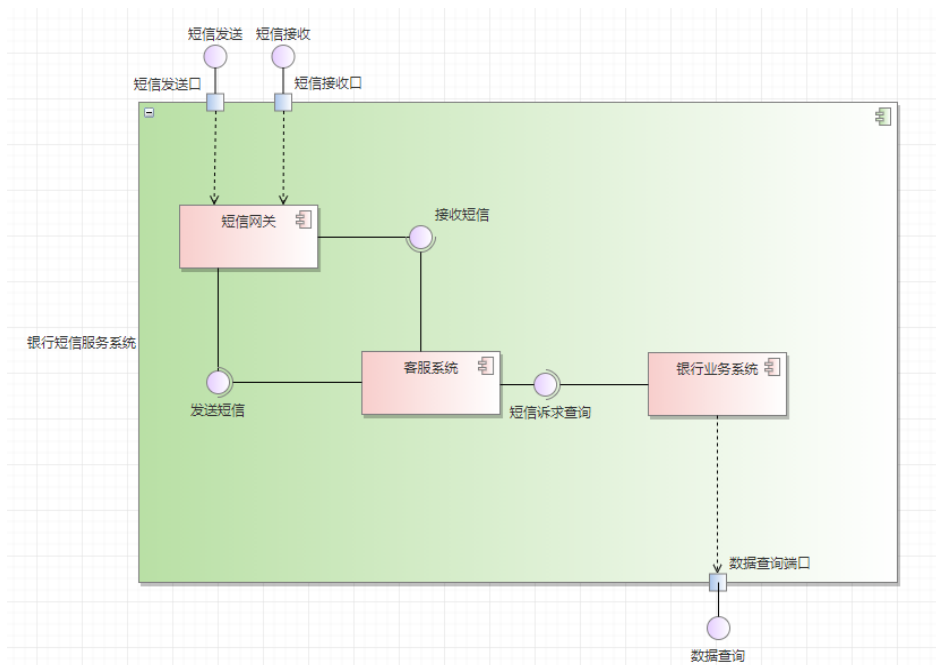 短信发送
短信接收
短信发送口
短信接收口
短信网关
接收短信
银行短信服务系统
客服系统
银行业务系统
发送短信
短信诉求查询
数据查询端口
数据查询